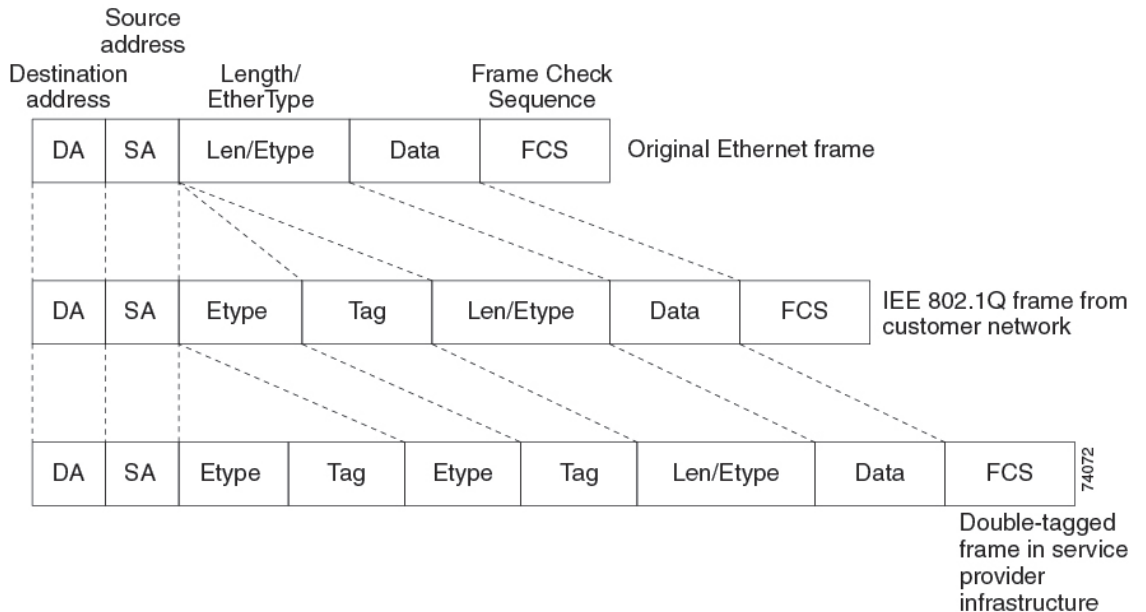 Source
address
Destination
address
Length/
EtherType
Frame Check
Sequence
DA SA Len/Etype Data FCS Original Ethernet frame
DA SA Etype Tag Len/Etype Data FCS
IEE 802.1Q frame from
customer network
DA SA Etype Tag Etype Tag Len/Etype Data FCS
74072
Double-tagged
frame in service
provider
infrastructure